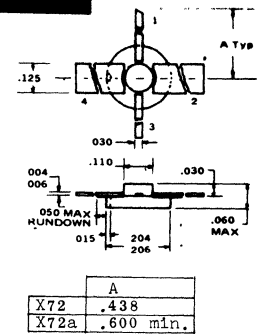 1
A Typ
.125
4
2
3
030
.110
004
006
.030
050 MAX
RUNDOWN
.060
MAX
015
204
206
A
X72 .438
X72a .600 min.